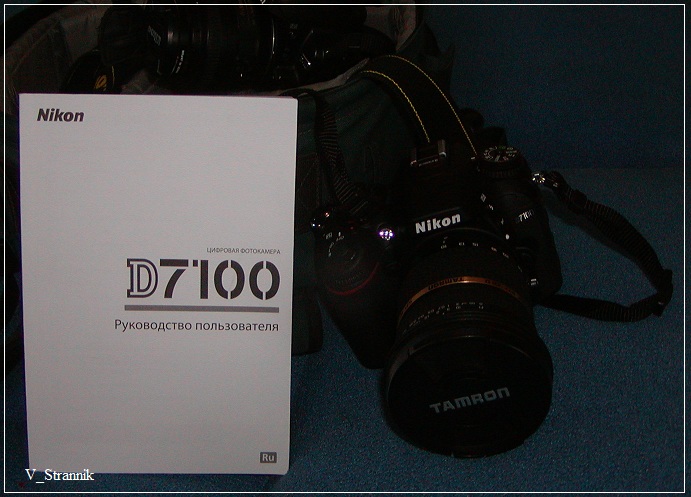 Nikon
ЦИФРОВАЯ ФОТОКАМЕРА
D7100
Руководство пользователя
Ru
Nikon
TAMRON
V_Strannik